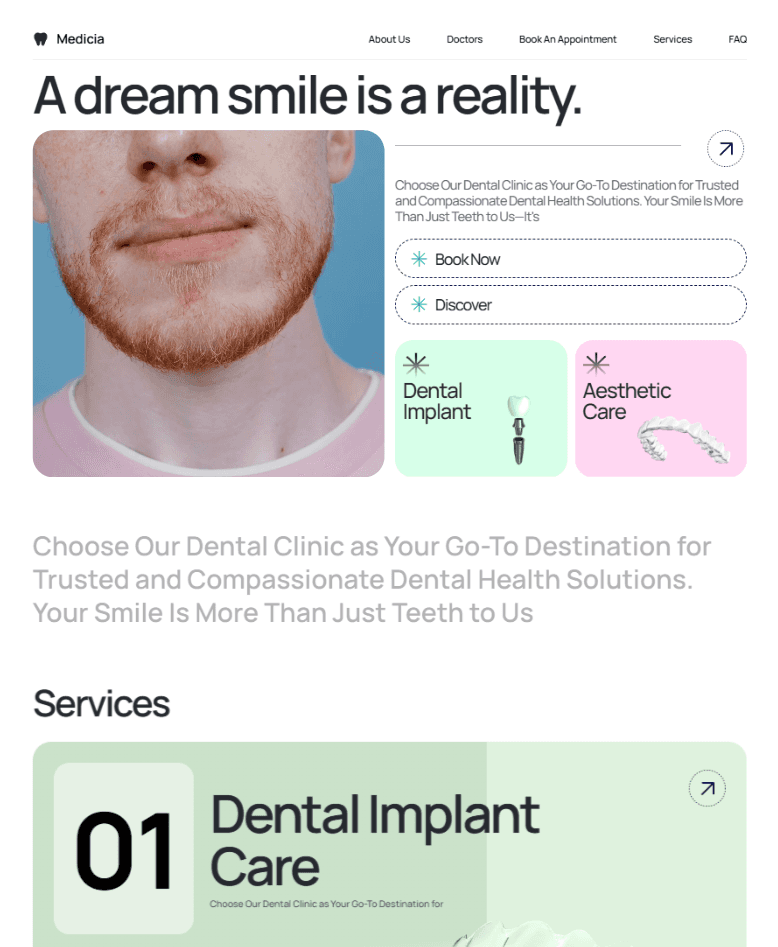 Medicia
About Us
Doctors
Book An Appointment
Services
FAQ
A dream smile is a reality.
Choose Our Dental Clinic as Your Go-To Destination for Trusted
and Compassionate Dental Health Solutions. Your Smile Is More
Than Just Teeth to Us—It's
Book Now
Discover
Dental
Implant
Aesthetic
Care
Choose Our Dental Clinic as Your Go-To Destination for
Trusted and Compassionate Dental Health Solutions.
Your Smile Is More Than Just Teeth to Us
Services
01
Dental Implant
Care
Choose Our Dental Clinic as Your Go-To Destination for